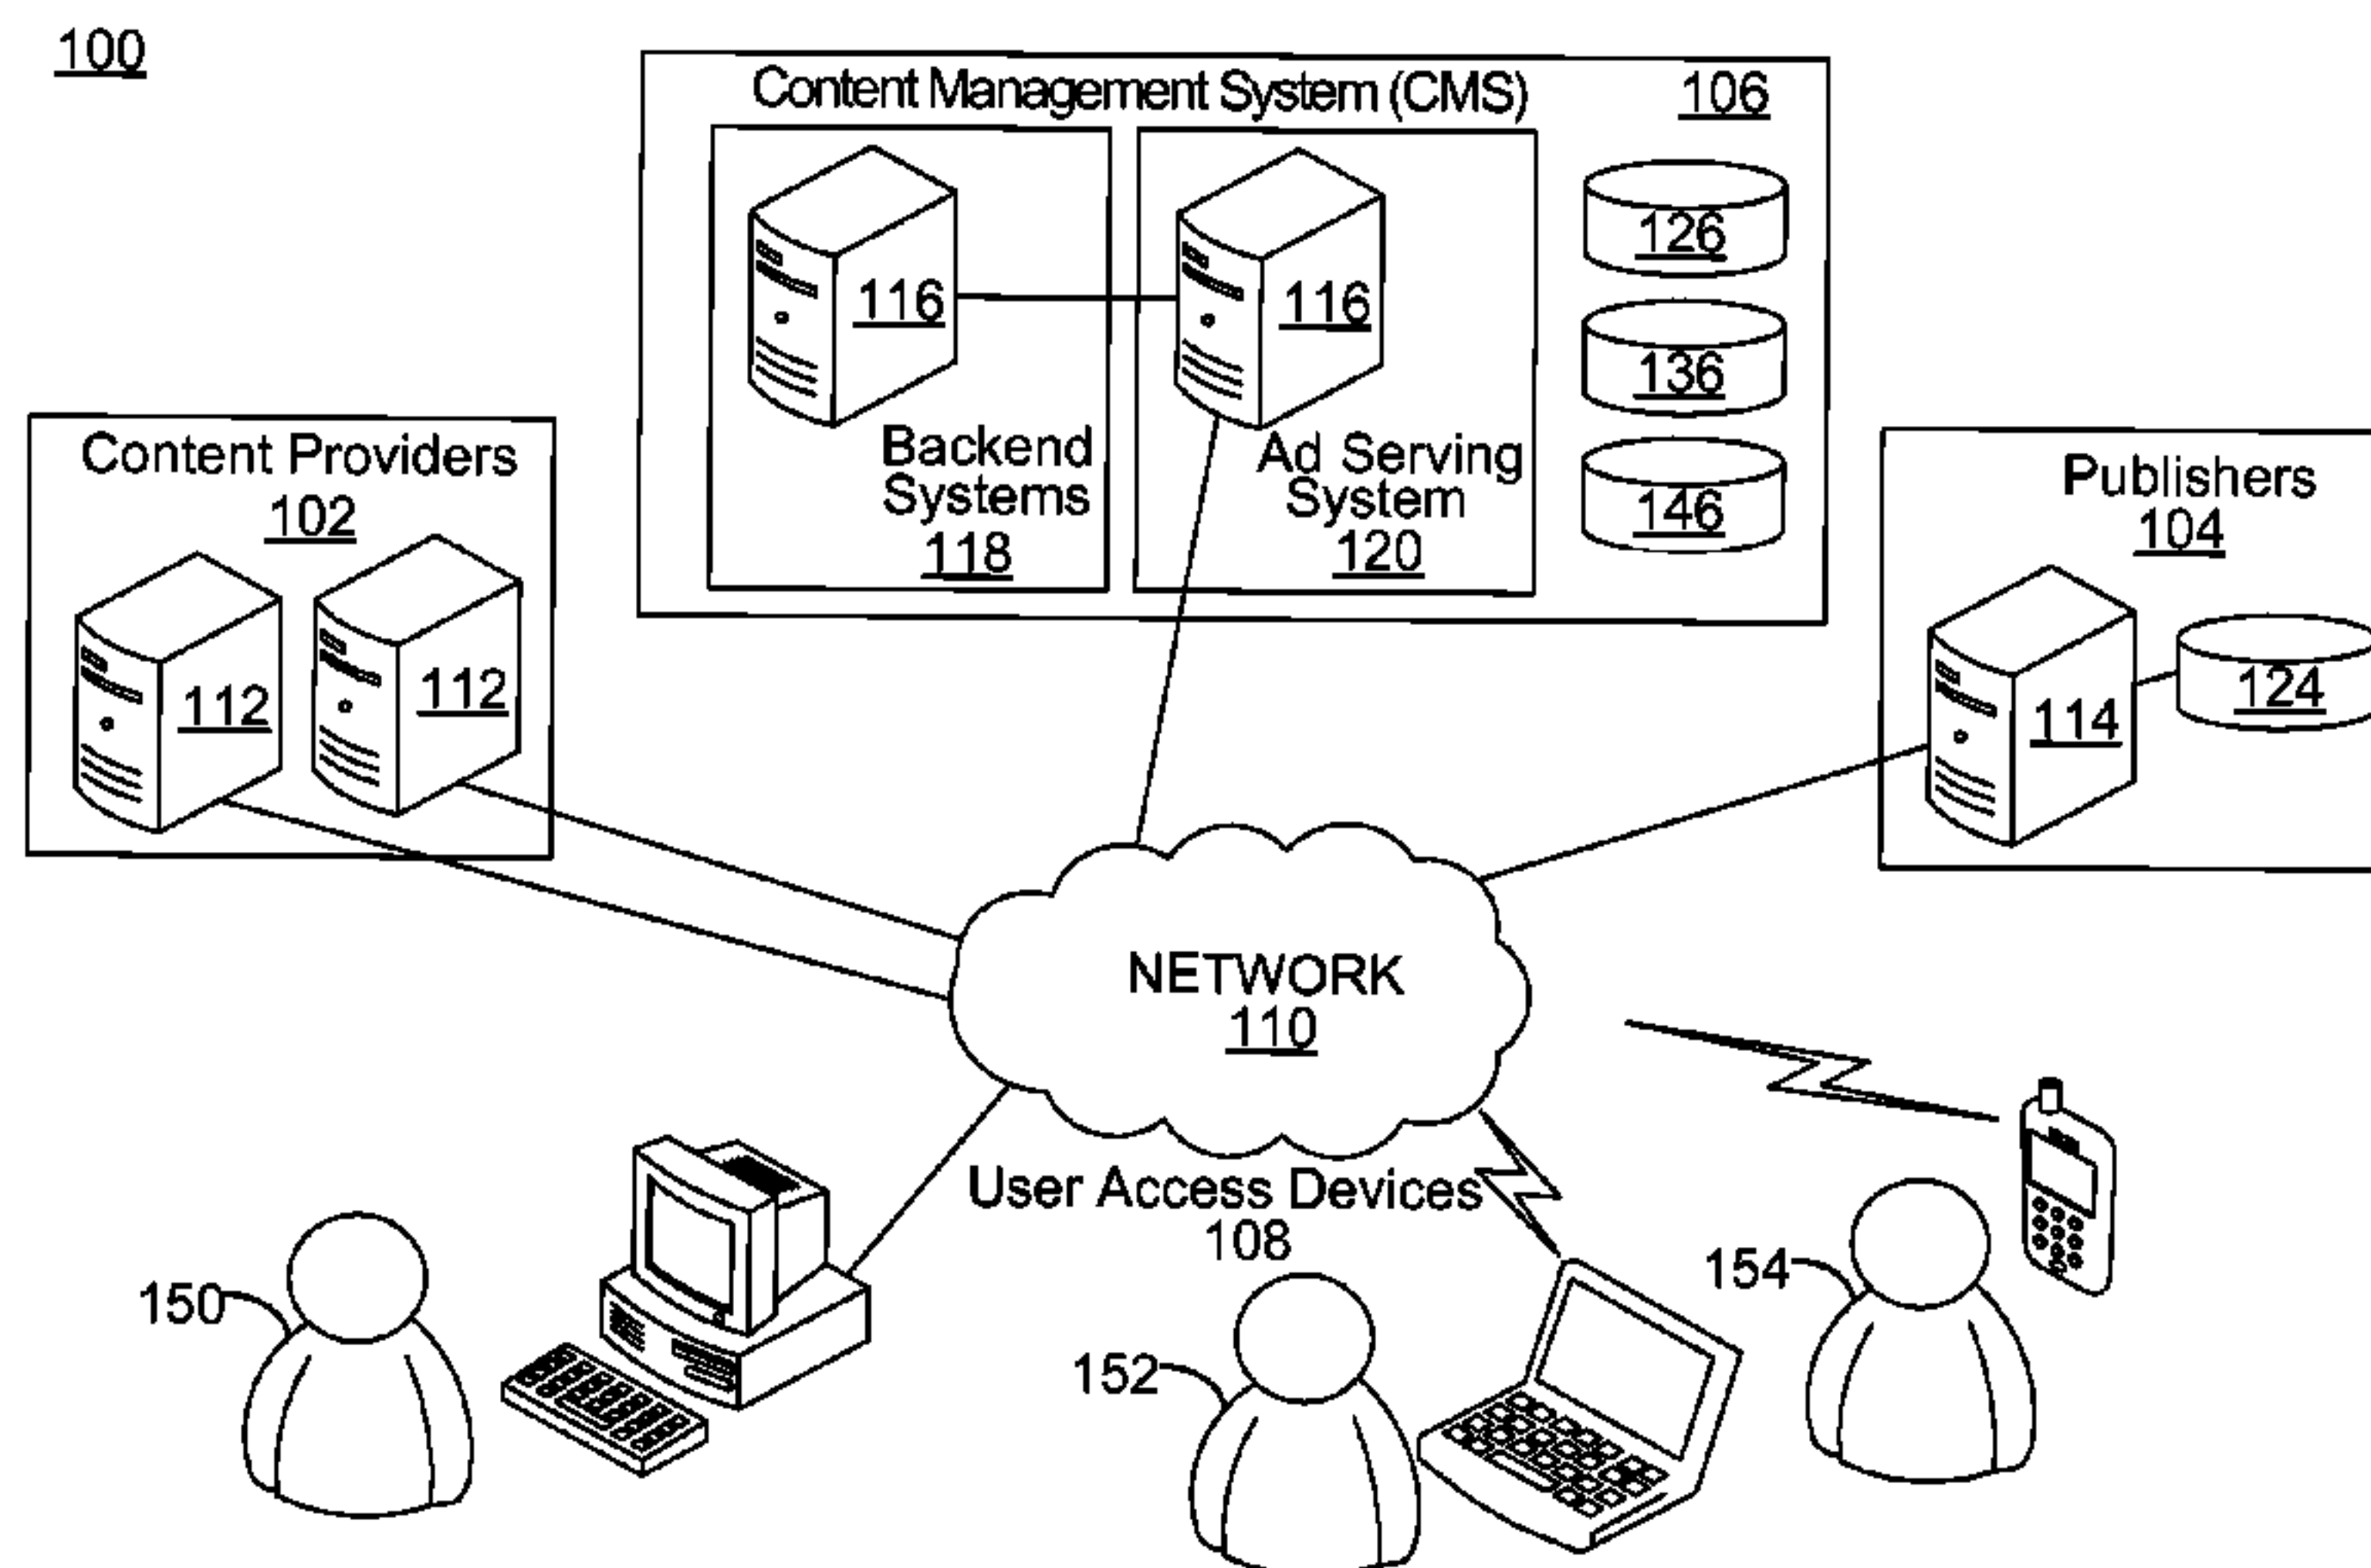 100
Content Management System (CMS)
106
116
116
126
136
146
Backend
Systems
118
Ad Serving
System
120
Content Providers
102
112
112
Publishers
104
114
124
NETWORK
110
User Access Devices
108
150
152
154